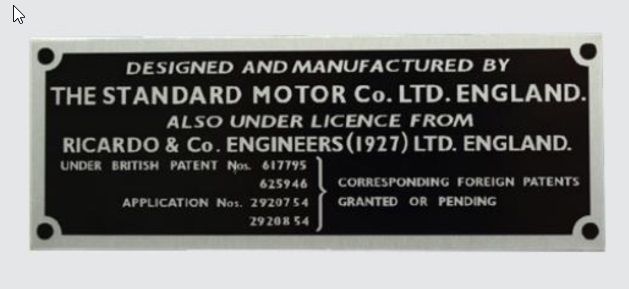 DESIGNED AND MANUFACTURED BY
THE STANDARD MOTOR Co. LTD. ENGLAND.
ALSO UNDER LICENCE FROM
RICARDO & Co. ENGINEERS (1927) LTD. ENGLAND.
UNDER BRITISH PATENT Nos. 617795
625946
APPLICATION Nos. 2920754
2920854
CORRESPONDING FOREIGN PATENTS
GRANTED OR PENDING